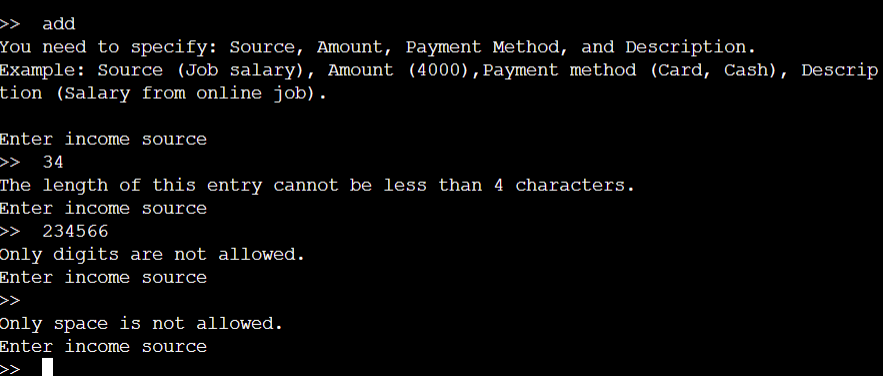 >> add
You need to specify: Source, Amount, Payment Method, and Description.
Example: Source (Job salary), Amount (4000),Payment method (Card, Cash), Descrip
tion (Salary from online job).
Enter income source
>> 34
The length of this entry cannot be less than 4 characters.
Enter income source
>> 234566
Only digits are not allowed.
Enter income source
>>
Only space is not allowed.
Enter income source
>>